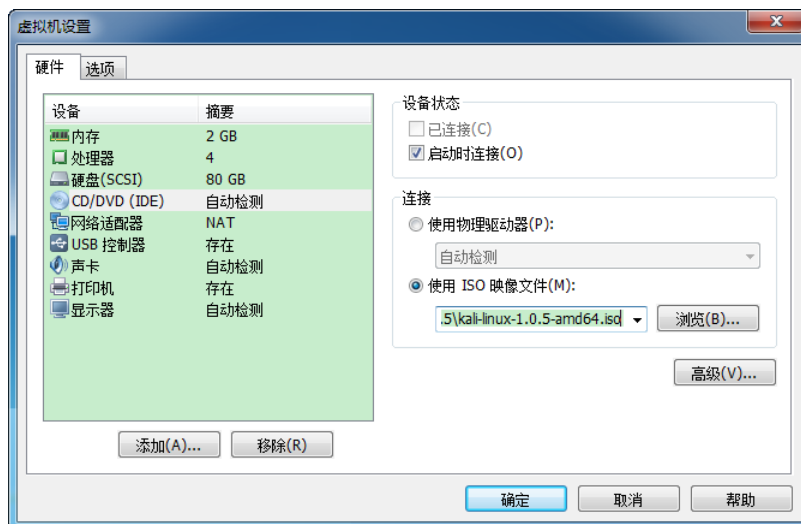 虚拟机设置
硬件 选项
设备 摘要
内存 2 GB
处理器 4
硬盘(SCSI) 80 GB
CD/DVD (IDE) 自动检测
网络适配器 NAT
USB 控制器 存在
声卡 自动检测
打印机 存在
显示器 自动检测
添加(A)... 移除(R)
设备状态
已连接(C)
启动时连接(O)
连接
使用物理驱动器(P):
自动检测
使用 ISO 映像文件(M):
.5\kali-linux-1.0.5-amd64.iso 浏览(B)...
高级(V)...
确定 取消 帮助